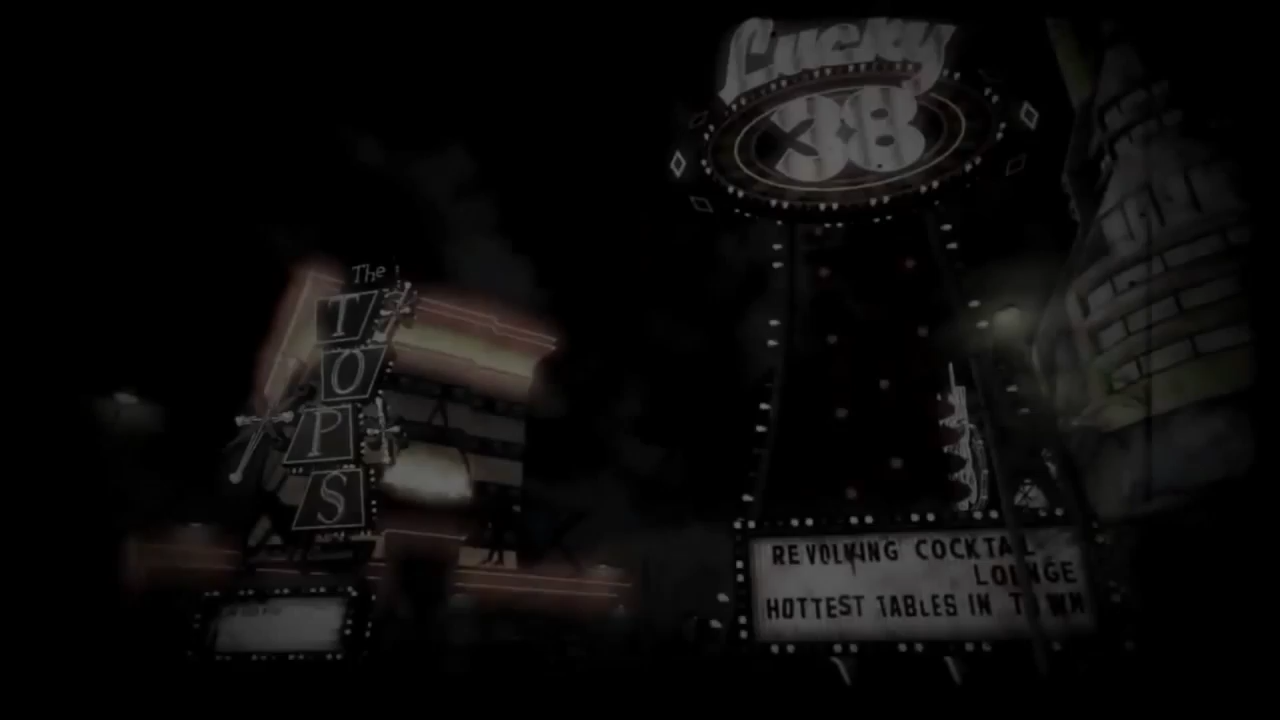 The
TOPS
Lucky
38
REVOLVING COCKTAIL
LOUNGE
HOTTEST TABLES IN TOWN